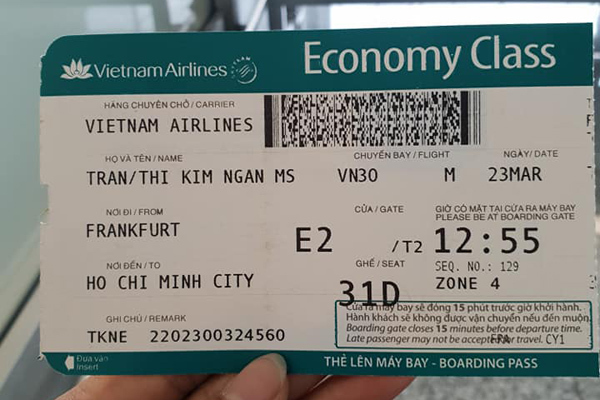 Vietnam Airlines
Economy Class
HÃNG CHUYÊN CHỞ / CARRIER
VIETNAM AIRLINES
HỌ VÀ TÊN / NAME
CHUYẾN BAY / FLIGHT
NGÀY / DATE
TRAN/THI KIM NGAN MS
VN30
M
23MAR
NƠI ĐI / FROM
CỬA / GATE
GIỜ CÓ MẶT TẠI CỬA RA MÁY BAY
PLEASE BE AT BOARDING GATE
FRANKFURT
E2
/T2
12:55
NƠI ĐẾN / TO
GHẾ / SEAT
SEQ. NO.: 129
HO CHI MINH CITY
31D
ZONE 4
Cửa ra máy bay sẽ đóng 15 phút trước giờ khởi hành.
Hành khách sẽ không được vận chuyển nếu đến muộn.
GHI CHÚ / REMARK
Boarding gate closes 15 minutes before departure time.
TKNE 2202300324560
Late passenger may not be accepted for travel.
FRA
CY1
Đưa vào
Insert
THẺ LÊN MÁY BAY - BOARDING PASS